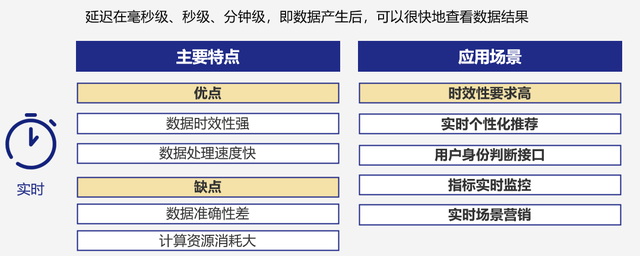 延迟在毫秒级、秒级、分钟级，即数据产生后，可以很快地查看数据结果
主要特点
应用场景
优点
时效性要求高
数据时效性强
实时个性化推荐
数据处理速度快
用户身份判断接口
实时
缺点
指标实时监控
数据准确性差
实时场景营销
计算资源消耗大